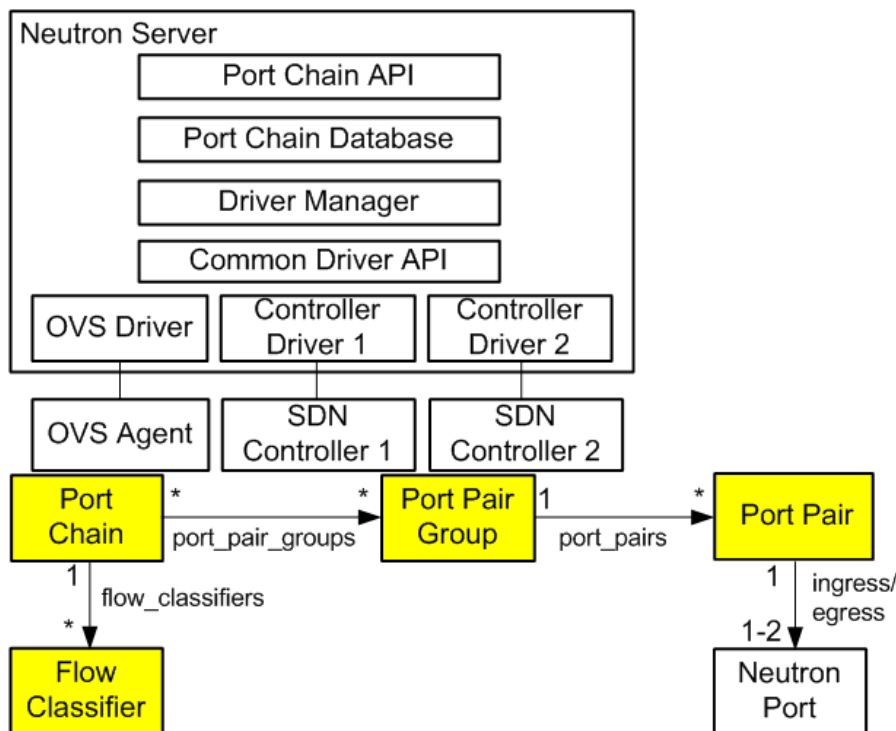 Neutron Server
Port Chain API
Port Chain Database
Driver Manager
Common Driver API
OVS Driver
Controller
Driver 1
Controller
Driver 2
OVS Agent
SDN
Controller 1
SDN
Controller 2
Port
Chain
*
*
port_pair_groups
Port Pair
Group
1
*
port_pairs
Port Pair
1
flow_classifiers
*
Flow
Classifier
1
ingress/
egress
1-2
Neutron
Port